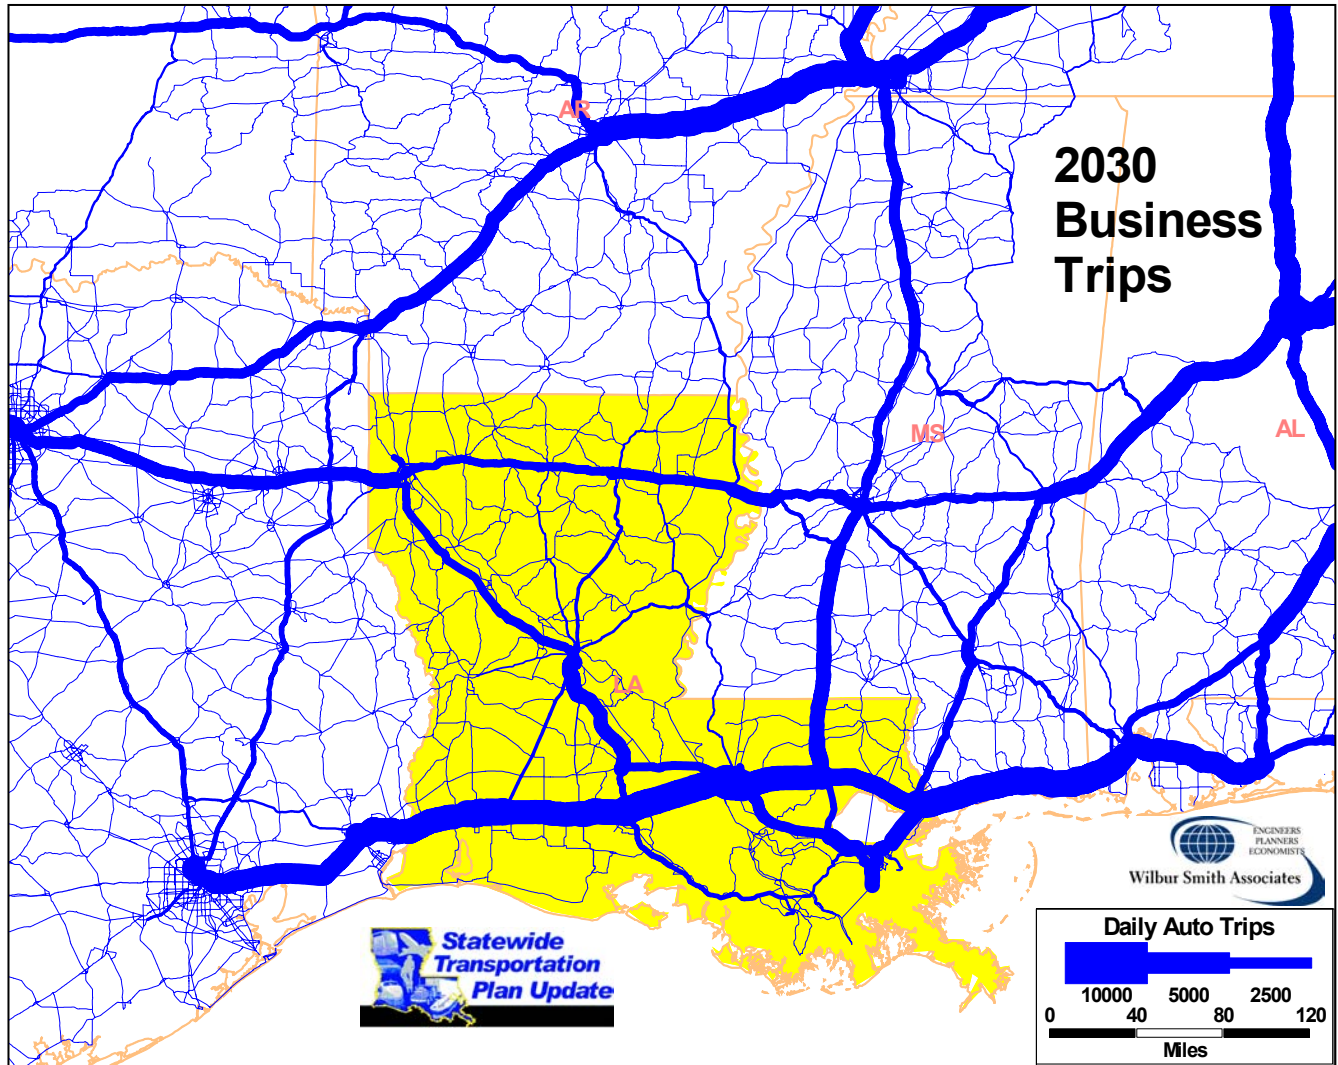 AR
2030
Business
Trips
MS
AL
LA
ENGINEERS
PLANNERS
ECONOMISTS
Wilbur Smith Associates
Statewide
Transportation
Plan Update
Daily Auto Trips
10000 5000 2500
0 40 80 120
Miles